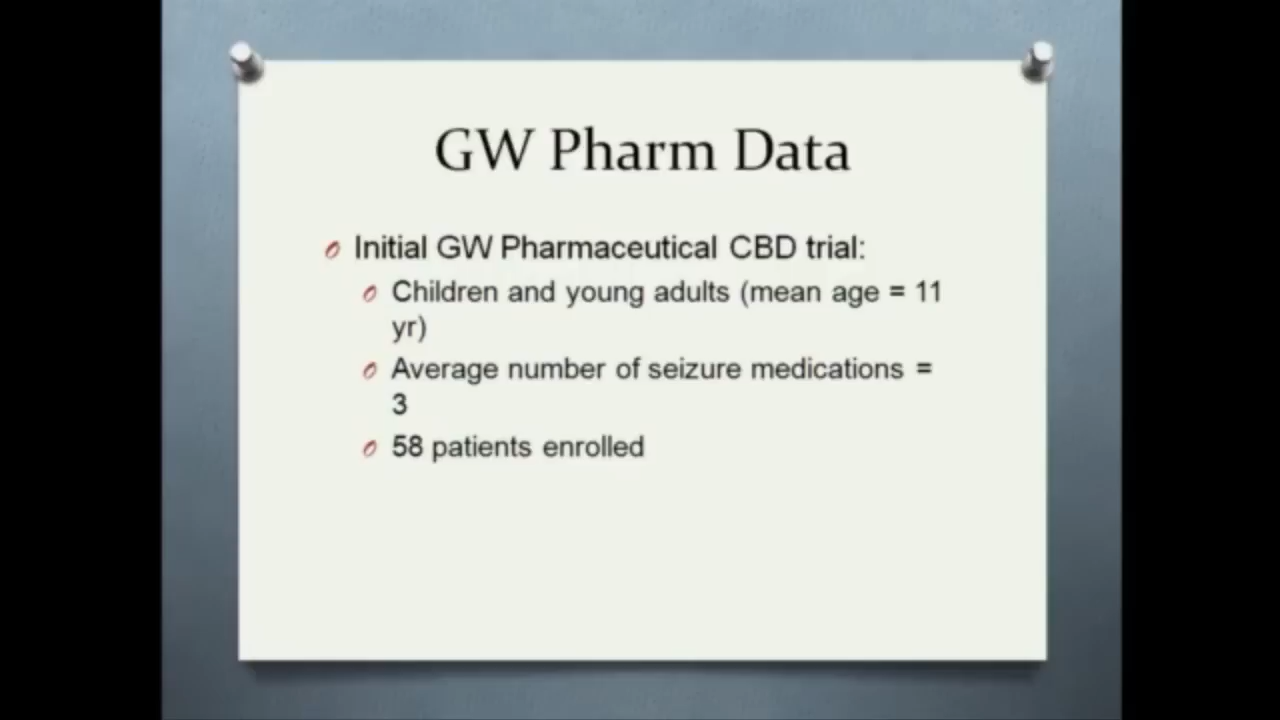 GW Pharm Data
Initial GW Pharmaceutical CBD trial:
Children and young adults (mean age = 11
yr)
Average number of seizure medications =
3
58 patients enrolled